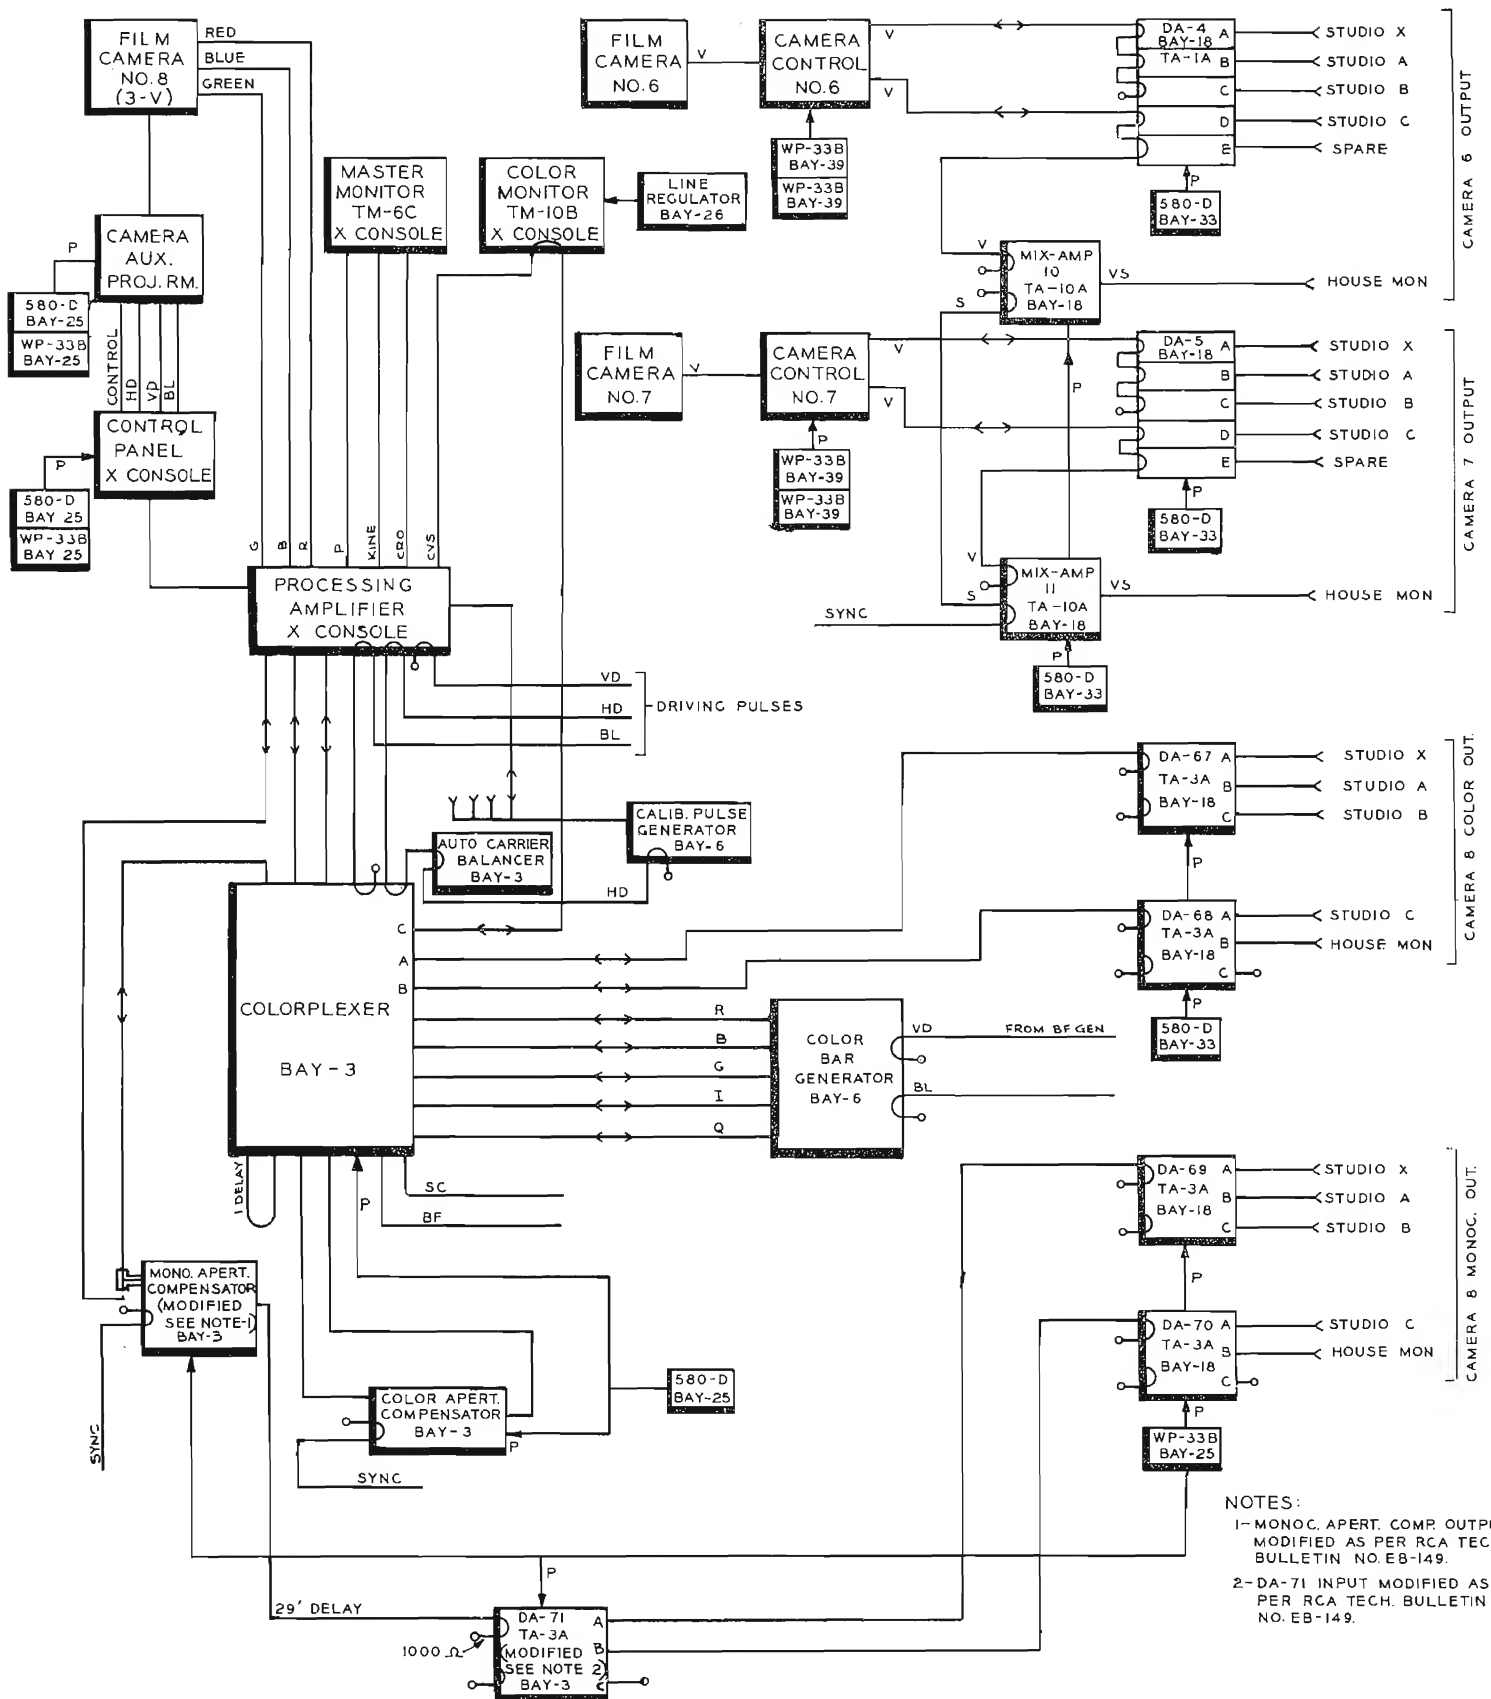 FILM
CAMERA
NO.8
(3-V)
RED
BLUE
GREEN
CAMERA
AUX.
PROJ. RM.
P
580-D
BAY-25
WP-33B
BAY-25
CONTROL
HD
VD
BL
CONTROL
PANEL
X CONSOLE
P
580-D
BAY 25
WP-33B
BAY 25
MASTER
MONITOR
TM-6C
X CONSOLE
COLOR
MONITOR
TM-10B
X CONSOLE
LINE
REGULATOR
BAY-26
G
B
R
P
KINE
CRO
CVS
PROCESSING
AMPLIFIER
X CONSOLE
VD
HD
BL
DRIVING PULSES
FILM
CAMERA
NO.6
V
CAMERA
CONTROL
NO.6
V
V
P
WP-33B
BAY-39
WP-33B
BAY-39
DA-4
BAY-18
TA-1A
A
B
C
D
E
STUDIO X
STUDIO A
STUDIO B
STUDIO C
SPARE
P
580-D
BAY-33
V
S
MIX-AMP
10
TA-10A
BAY-18
VS
HOUSE MON
CAMERA 6 OUTPUT
FILM
CAMERA
NO.7
V
CAMERA
CONTROL
NO.7
V
V
P
WP-33B
BAY-39
WP-33B
BAY-39
P
DA-5
BAY-18
A
B
C
D
E
STUDIO X
STUDIO A
STUDIO B
STUDIO C
SPARE
P
580-D
BAY-33
V
S
SYNC
MIX-AMP
11
TA-10A
BAY-18
VS
HOUSE MON
P
580-D
BAY-33
CAMERA 7 OUTPUT
CALIB. PULSE
GENERATOR
BAY-6
AUTO CARRIER
BALANCER
BAY-3
HD
COLORPLEXER
BAY-3
C
A
B
R
B
G
I
Q
COLOR
BAR
GENERATOR
BAY-6
VD
FROM BF GEN
BL
DA-67
TA-3A
BAY-18
A
B
C
STUDIO X
STUDIO A
STUDIO B
P
DA-68
TA-3A
BAY-18
A
B
C
STUDIO C
HOUSE MON
P
580-D
BAY-33
CAMERA 8 COLOR OUT.
I DELAY
P
SC
BF
MONO. APERT.
COMPENSATOR
(MODIFIED
SEE NOTE-1)
BAY-3
SYNC
COLOR APERT.
COMPENSATOR
BAY-3
P
SYNC
580-D
BAY-25
DA-69
TA-3A
BAY-18
A
B
C
STUDIO X
STUDIO A
STUDIO B
P
DA-70
TA-3A
BAY-18
A
B
C
STUDIO C
HOUSE MON
P
WP-33B
BAY-25
CAMERA 8 MONOC. OUT.
29' DELAY
1000 Ω
P
DA-71
TA-3A
(MODIFIED
SEE NOTE 2)
BAY-3
A
B
C
NOTES:
1-MONOC. APERT. COMP. OUTPU
MODIFIED AS PER RCA TEC
BULLETIN NO. EB-149.
2-DA-71 INPUT MODIFIED AS
PER RCA TECH. BULLETIN
NO. EB-149.